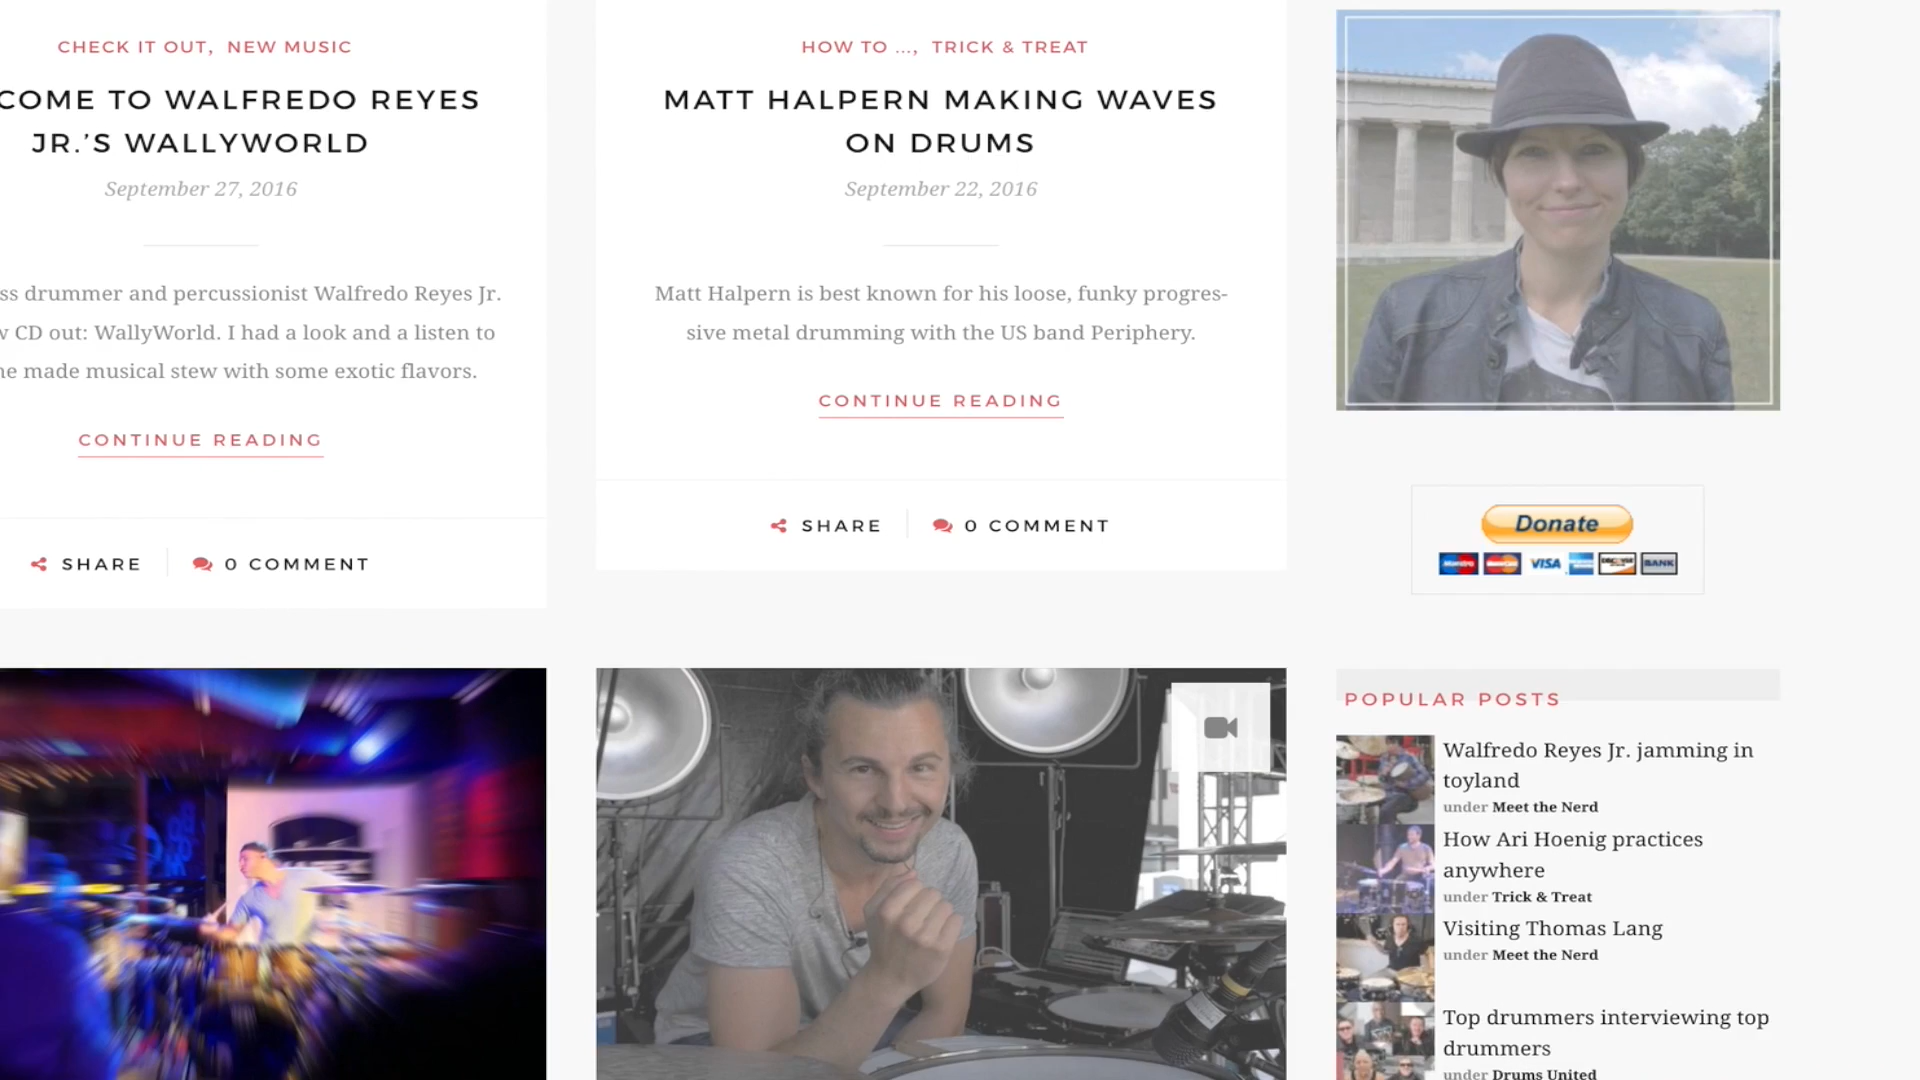 CHECK IT OUT, NEW MUSIC
COME TO WALFREDO REYES
JR.'S WALLYWORLD
September 27, 2016
ss drummer and percussionist Walfredo Reyes Jr.
w CD out: WallyWorld. I had a look and a listen to
me made musical stew with some exotic flavors.
CONTINUE READING
SHARE
0 COMMENT
HOW TO ..., TRICK & TREAT
MATT HALPERN MAKING WAVES
ON DRUMS
September 22, 2016
Matt Halpern is best known for his loose, funky progres-
sive metal drumming with the US band Periphery.
CONTINUE READING
SHARE
0 COMMENT
Donate
Maestro MasterCard VISA DISCOVER BANK
POPULAR POSTS
Walfredo Reyes Jr. jamming in
toyland
under Meet the Nerd
How Ari Hoenig practices
anywhere
under Trick & Treat
Visiting Thomas Lang
under Meet the Nerd
Top drummers interviewing top
drummers
under Drums United